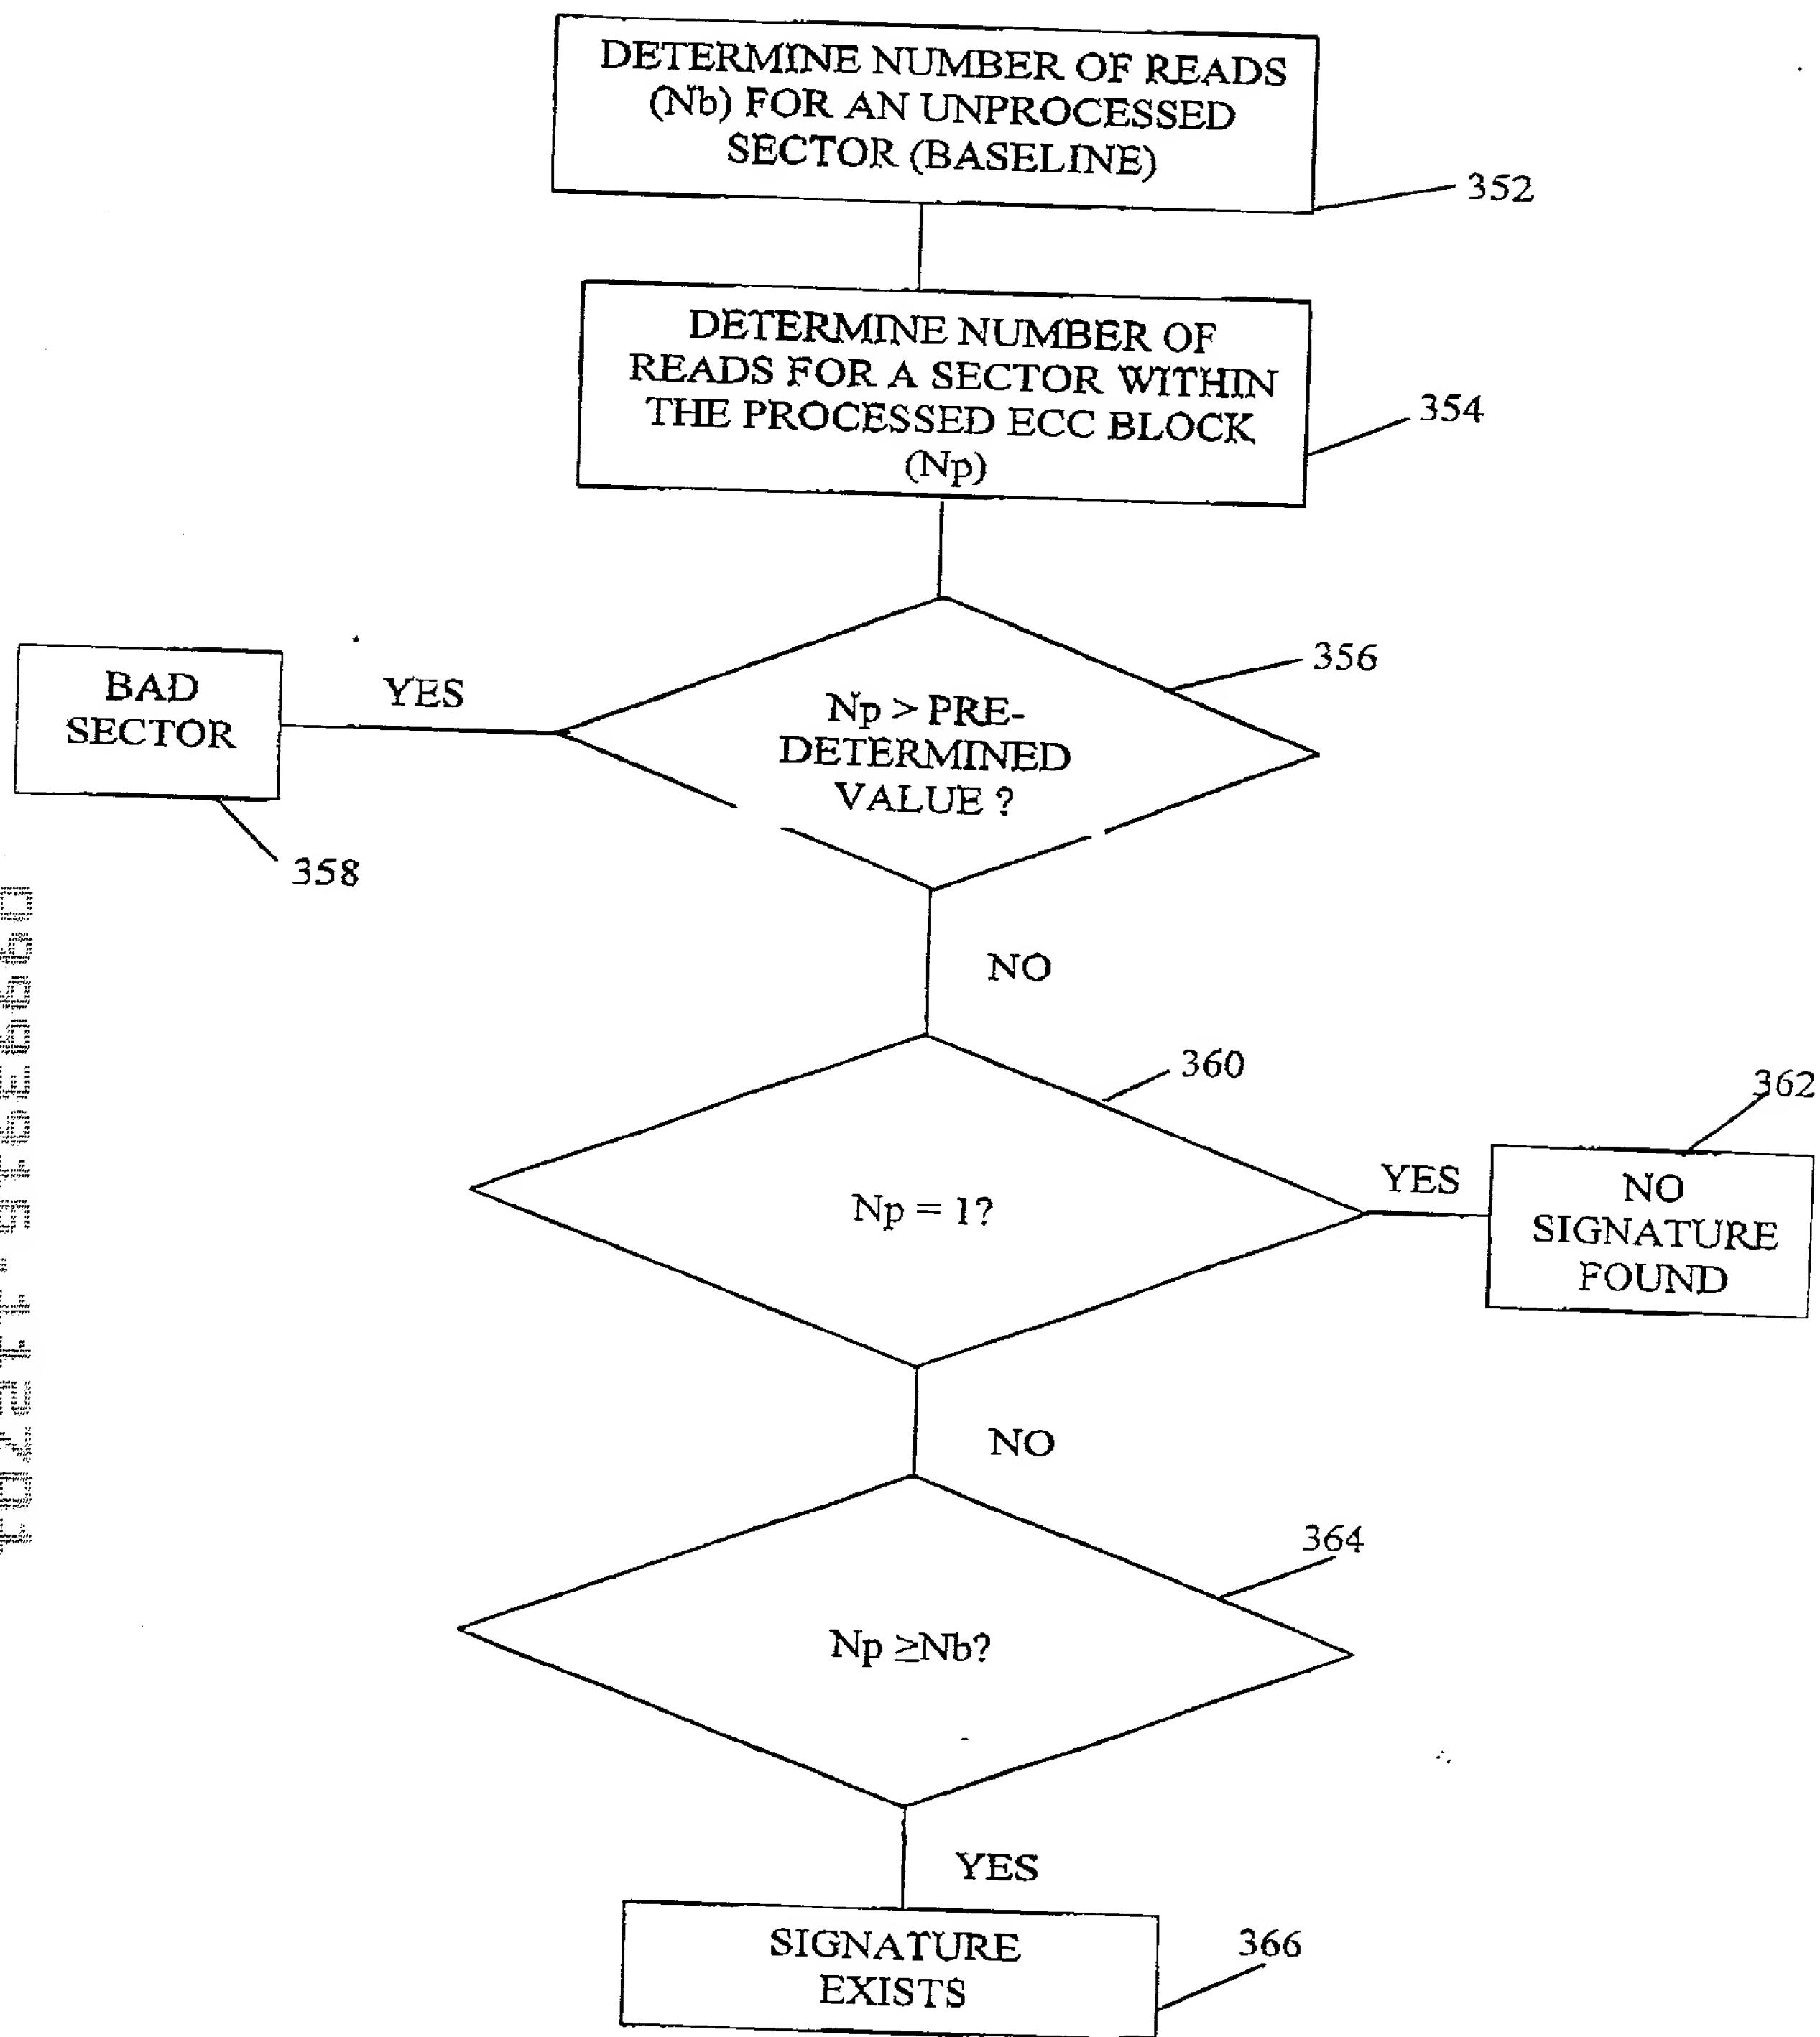 DETERMINE NUMBER OF READS
(Nb) FOR AN UNPROCESSED
SECTOR (BASELINE)
352
DETERMINE NUMBER OF
READS FOR A SECTOR WITHIN
THE PROCESSED ECC BLOCK
(Np)
354
356
BAD
SECTOR
YES
Np > PRE-
DETERMINED
VALUE ?
358
NO
360
362
Np = 1?
YES
NO
SIGNATURE
FOUND
NO
364
Np ≥Nb?
YES
SIGNATURE
EXISTS
366